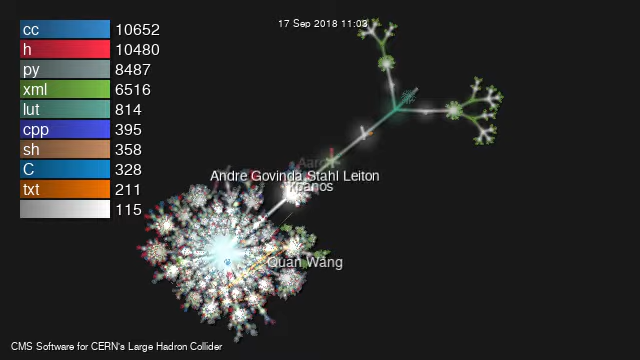 17 Sep 2018 11:03
cc 10652
h 10480
py 8487
xml 6516
lut 814
cpp 395
sh 358
C 328
txt 211
115
Andre Govinda Stahl Leiton
Quan Wang
CMS Software for CERN's Large Hadron Collider